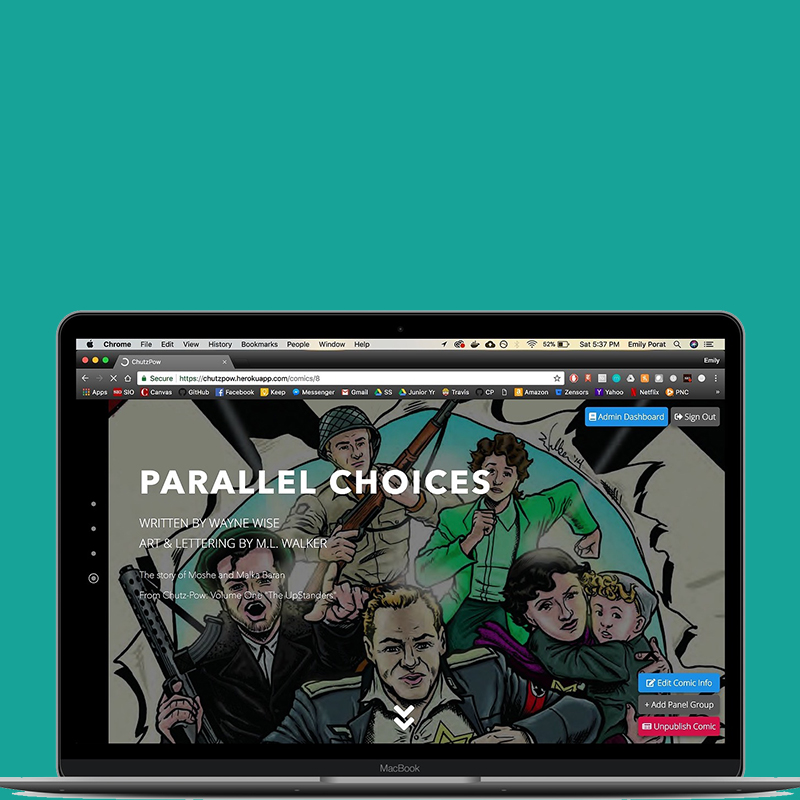 Chrome File Edit View History Bookmarks People Window Help 52% Sat 5:37 PM Emily Porat
ChutzPow Emily
Secure https://chutzpow.herokuapp.com/comics/8
Apps SIO Canvas GitHub Facebook Keep Messenger Gmail SS Junior Yr Travis CP D Amazon Zensors Yahoo Netflix PNC »
Admin Dashboard Sign Out
PARALLEL CHOICES
WRITTEN BY WAYNE WISE
ART & LETTERING BY M.L. WALKER
The story of Moshe and Malka Baran
From Chutz-Pow: Volume One "The UpStanders"
Edit Comic Info
+ Add Panel Group
Unpublish Comic
MacBook